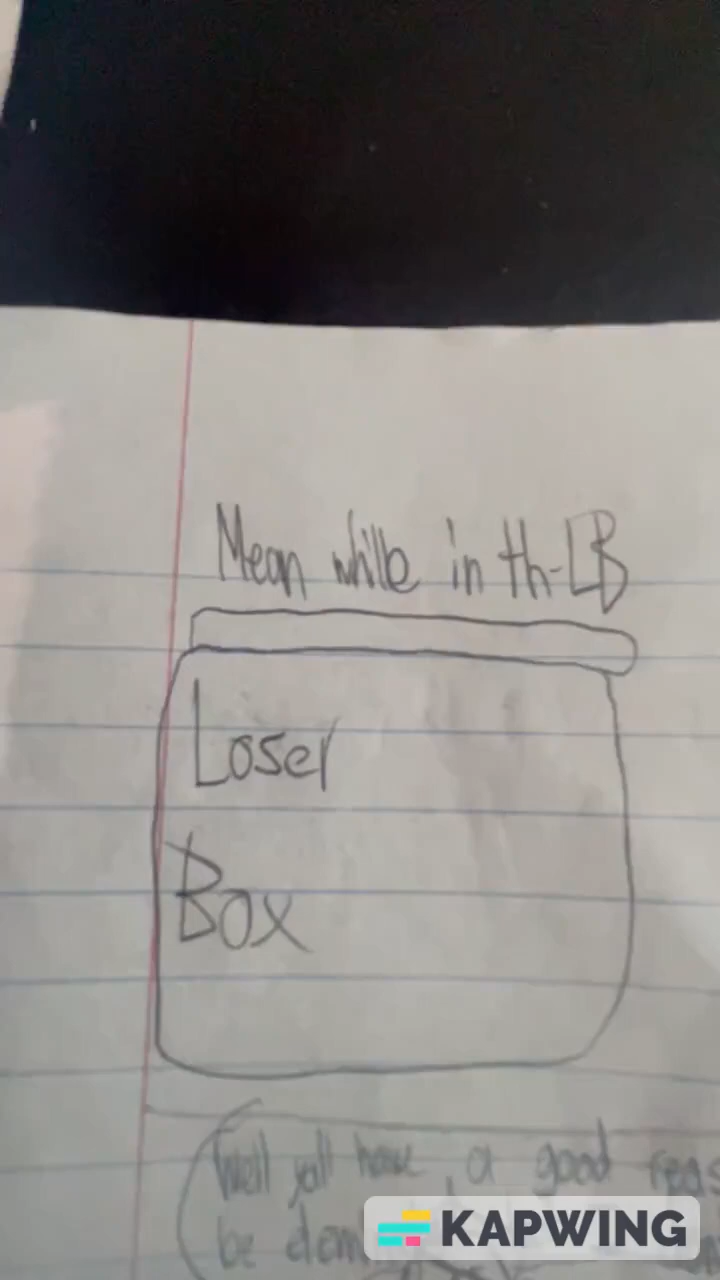 Mean while in th-LB
Loser
Box
Well yall have, a good
be
KAPWING